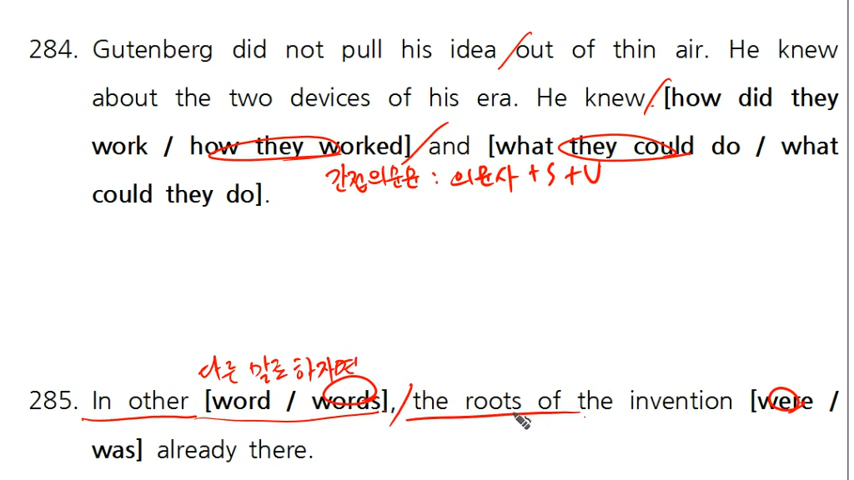 284. Gutenberg did not pull his idea out of thin air. He knew
about the two devices of his era. He knew [how did they
work / how they worked] and [what they could do / what
간접의문문 : 의문사 + S + V
could they do].
다른 말로 하자면
285. In other [word / words], the roots of the invention [were /
was] already there.